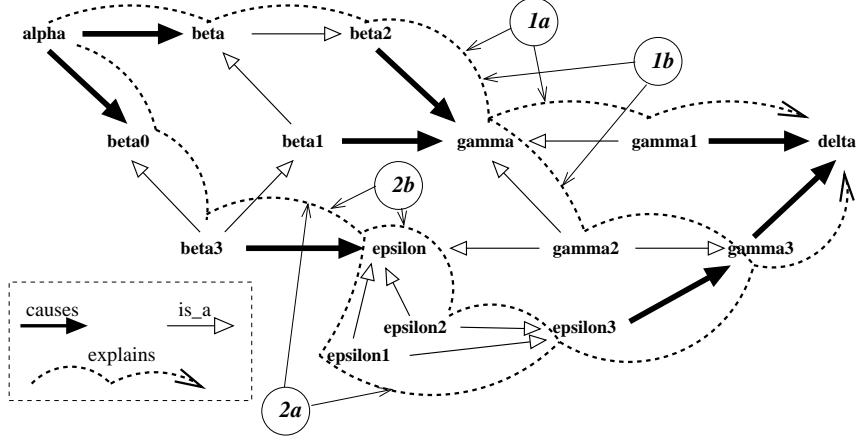 1a
alpha beta beta2
1b
beta0 beta1 gamma gamma1 delta
2b
beta3 epsilon gamma2 gamma3
causes is_a
epsilon2 epsilon3
explains epsilon1
2a